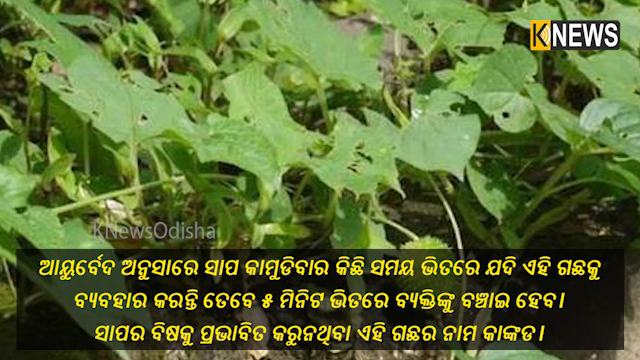 KNEWS
KNewsOdisha
ଆୟୁର୍ବେଦ ଅନୁସାରେ ସାପ କାମୁଡିବାର କିଛି ସମୟ ଭିତରେ ଯଦି ଏହି ଗଛକୁ
ବ୍ୟବହାର କରନ୍ତି ତେବେ ୫ ମିନିଟ ଭିତରେ ବ୍ୟକ୍ତିଙ୍କୁ ବଞ୍ଚାଇ ହେବ।
ସାପର ବିଷକୁ ପ୍ରଭାବିତ କରୁନଥିବା ଏହି ଗଛର ନାମ କାଙ୍କଡ।